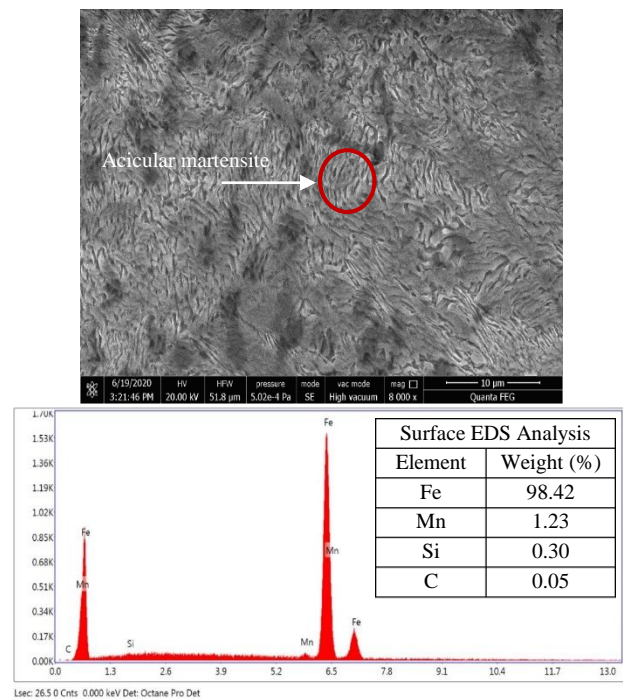 Acicular martensite
6/19/2020 HV HFW pressure mode vac mode mag 10 µm
3:21:46 PM 20.00 kV 51.8 µm 5.02e-4 Pa SE High vacuum 8 000 x Quanta FEG
1.70K
1.53K
1.36K
1.19K
1.02K
0.85K
0.68K
0.51K
0.34K
0.17K
0.00K
Fe
Mn
C
Si
Mn
Fe
Mn
Fe
0.0 1.3 2.6 3.9 5.2 6.5 7.8 9.1 10.4 11.7 13.0
Surface EDS Analysis
Element Weight (%)
Fe 98.42
Mn 1.23
Si 0.30
C 0.05
Lsec: 26.5 0 Cnts 0.000 keV Det: Octane Pro Det